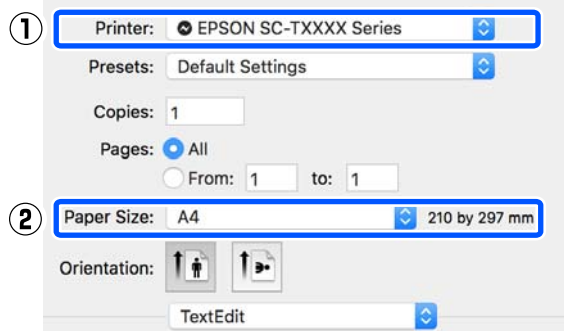 ① Printer: EPSON SC-TXXXX Series
Presets: Default Settings
Copies: 1
Pages: All
From: 1 to: 1
② Paper Size: A4 210 by 297 mm
Orientation:
TextEdit